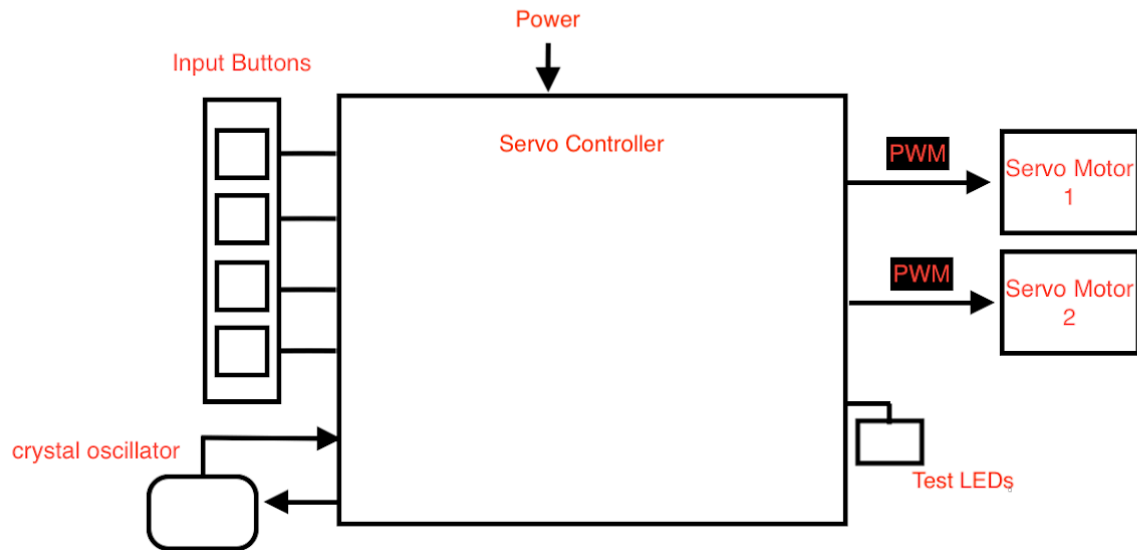 Power
Input Buttons
Servo Controller
PWM
Servo Motor
1
PWM
Servo Motor
2
crystal oscillator
Test LEDs